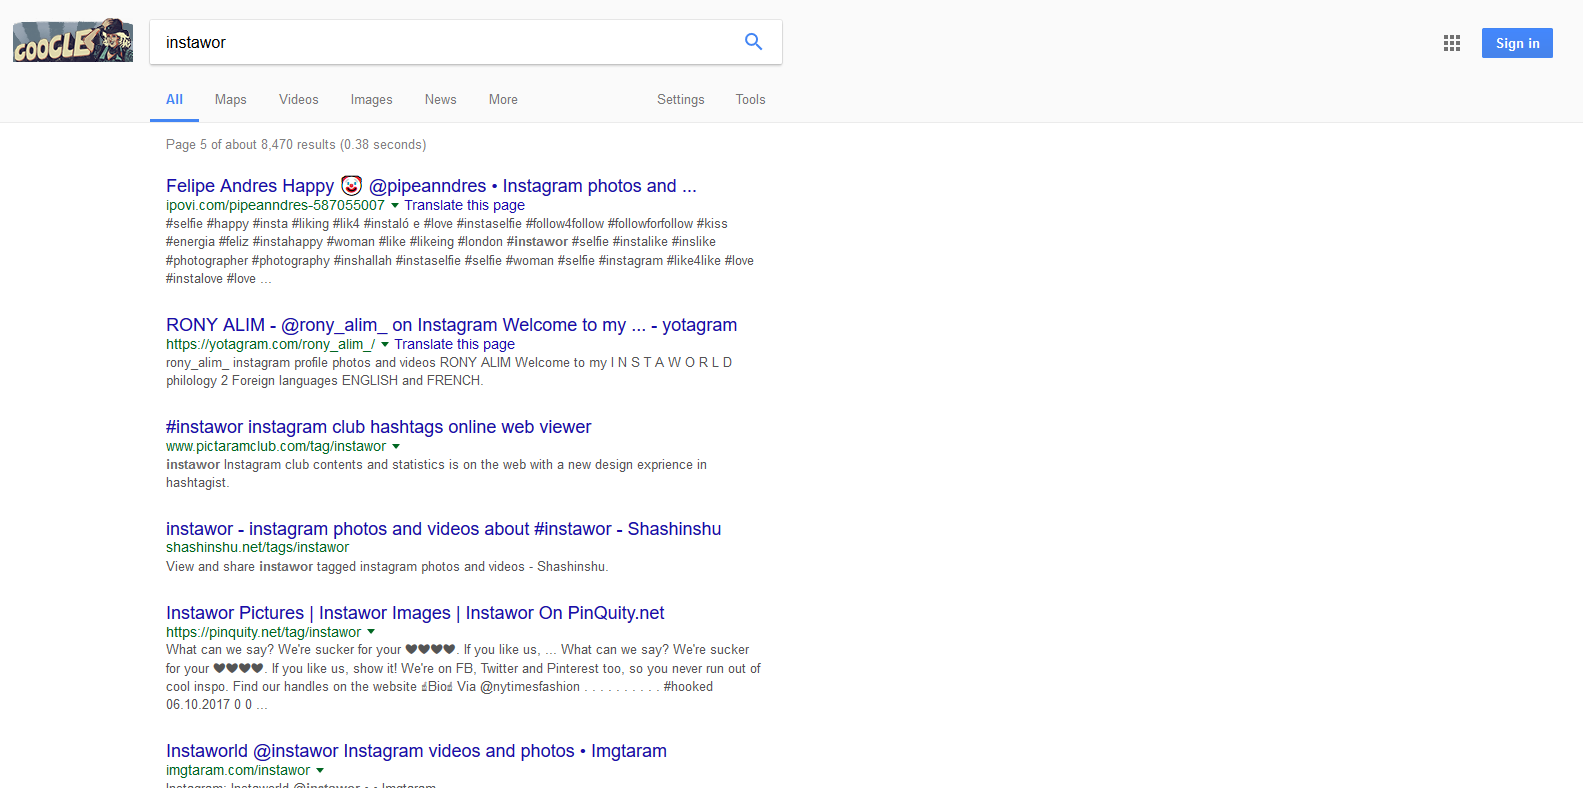 GOOGLE
instawor
Sign in
All Maps Videos Images News More Settings Tools
Page 5 of about 8,470 results (0.38 seconds)
Felipe Andres Happy 🤡 @pipeanndres • Instagram photos and ...
ipovi.com/pipeanndres-587055007 ▼ Translate this page
#selfie #happy #insta #liking #lik4 #instaló e #love #instaselfie #follow4follow #followforfollow #kiss
#energia #feliz #instahappy #woman #like #likeing #london #instawor #selfie #instalike #inslike
#photographer #photography #inshallah #instaselfie #selfie #woman #selfie #instagram #like4like #love
#instalove #love ...
RONY ALIM - @rony_alim_ on Instagram Welcome to my ... - yotagram
https://yotagram.com/rony_alim_/ ▼ Translate this page
rony_alim_ instagram profile photos and videos RONY ALIM Welcome to my I N S T A W O R L D
philology 2 Foreign languages ENGLISH and FRENCH.
#instawor instagram club hashtags online web viewer
www.pictaramclub.com/tag/instawor ▼
instawor Instagram club contents and statistics is on the web with a new design exprience in
hashtagist.
instawor - instagram photos and videos about #instawor - Shashinshu
shashinshu.net/tags/instawor
View and share instawor tagged instagram photos and videos - Shashinshu.
Instawor Pictures | Instawor Images | Instawor On PinQuity.net
https://pinquity.net/tag/instawor ▼
What can we say? We're sucker for your ♥♥♥♥. If you like us, ... What can we say? We're sucker
for your ♥♥♥♥. If you like us, show it! We're on FB, Twitter and Pinterest too, so you never run out of
cool inspo. Find our handles on the website ☝Bio☝ Via @nytimesfashion . . . . . . . . . . #hooked
06.10.2017 0 0 ...
Instaworld @instawor Instagram videos and photos • Imgtaram
imgtaram.com/instawor ▼
Instagram: Instaworld @instawor • • Imgtaram